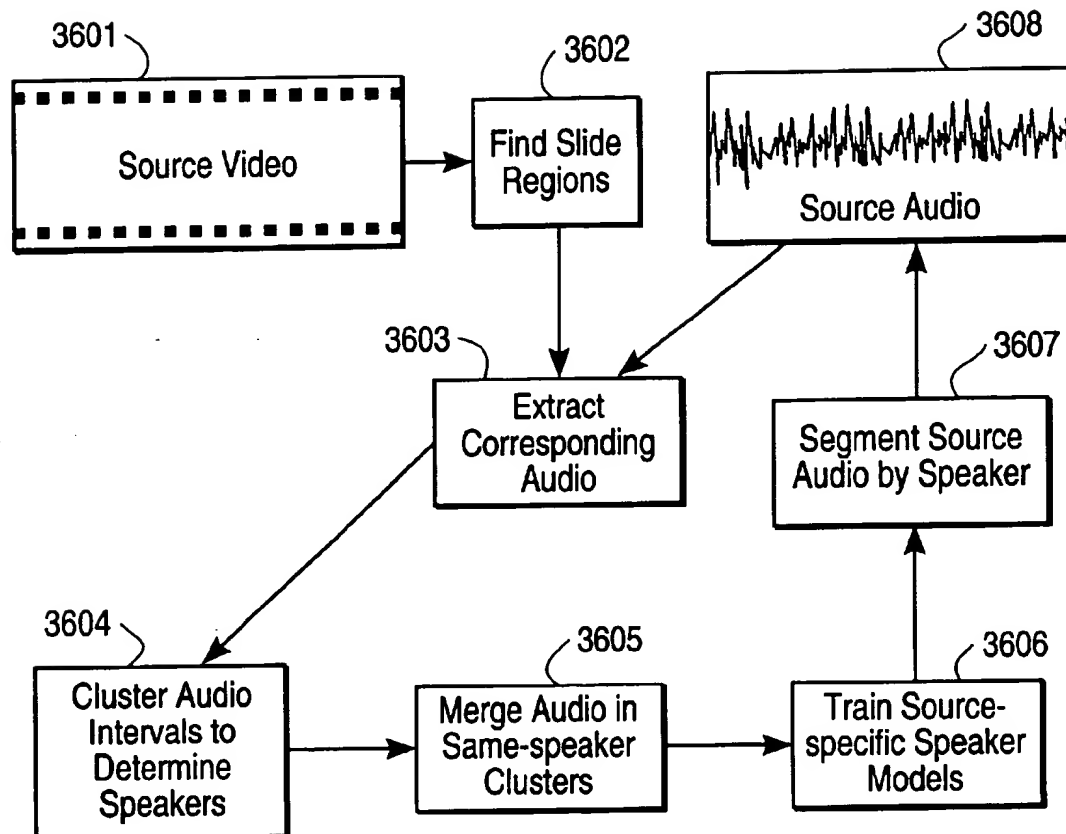 3601
Source Video
3602
Find Slide
Regions
3608
Source Audio
3603
Extract
Corresponding
Audio
3607
Segment Source
Audio by Speaker
3604
Cluster Audio
Intervals to
Determine
Speakers
3605
Merge Audio in
Same-speaker
Clusters
3606
Train Source-
specific Speaker
Models